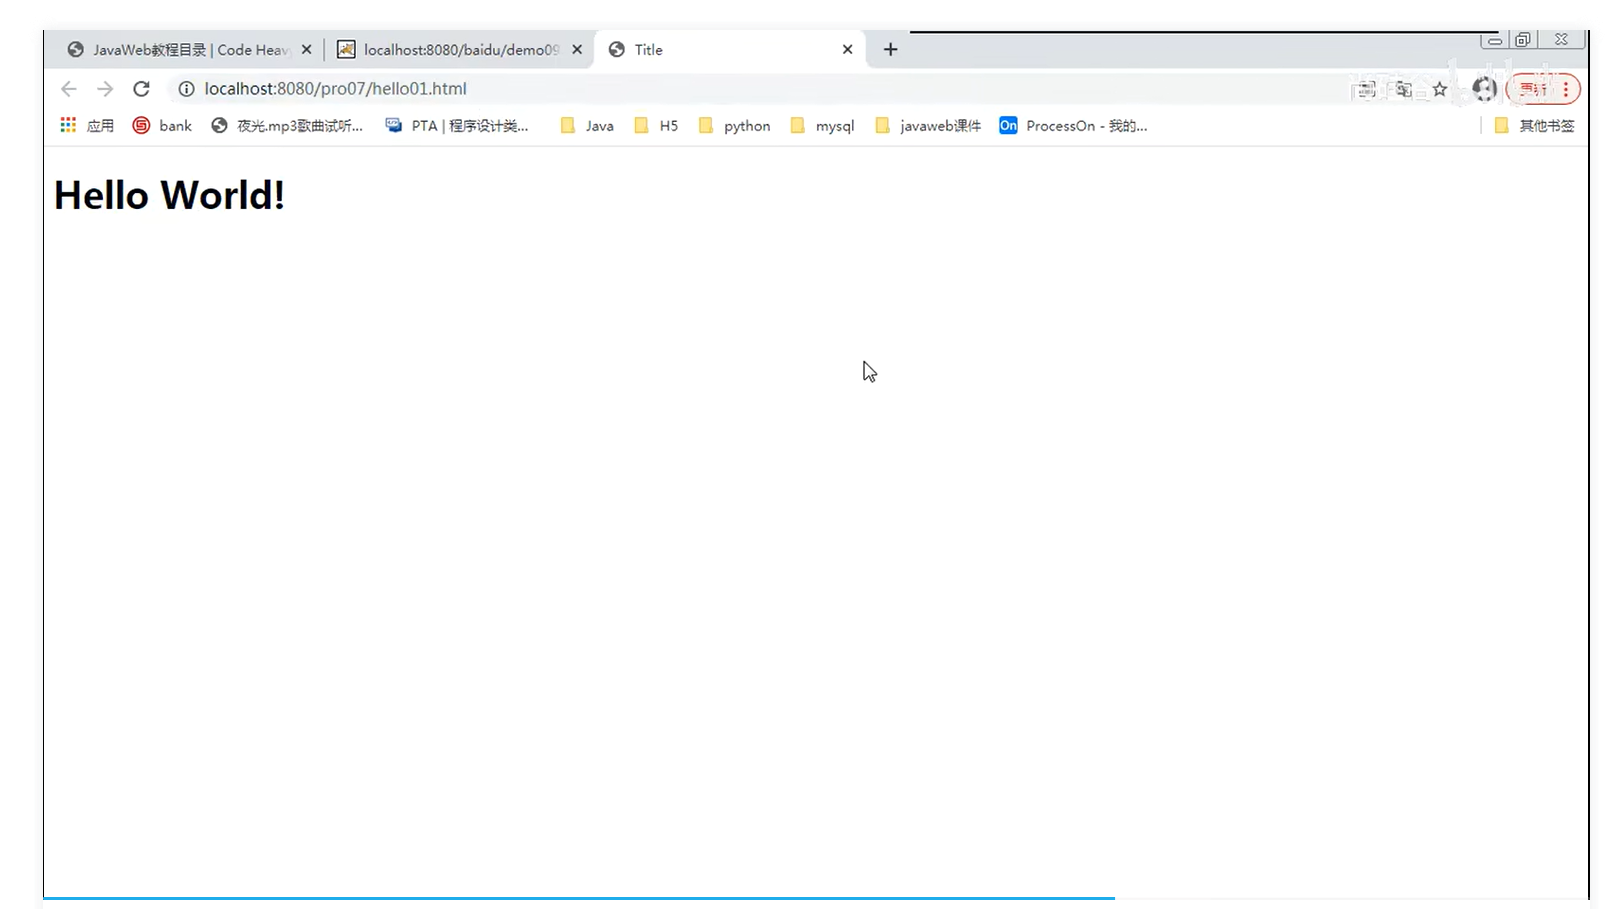 JavaWeb教程目录 | Code Heav
localhost:8080/baidu/demo09
Title
localhost:8080/pro07/hello01.html
更新
应用 bank 夜光.mp3歌曲试听... PTA | 程序设计类... Java H5 python mysql javaweb课件 On ProcessOn - 我的... 其他书签
Hello World!